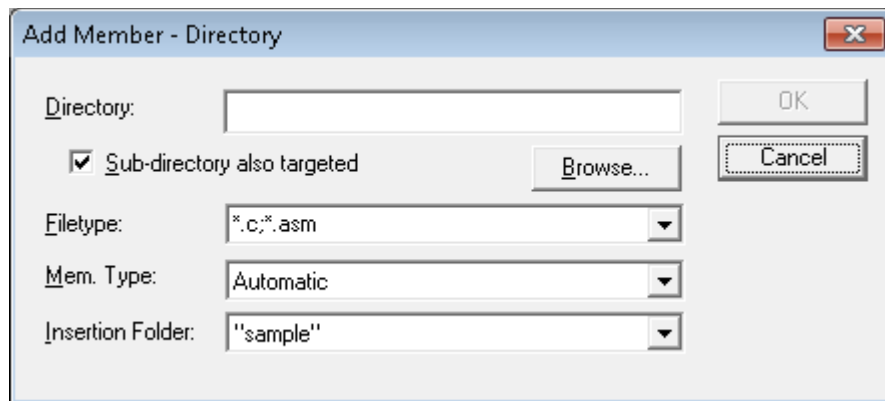 Add Member - Directory
Directory:
OK
Sub-directory also targeted
Browse...
Cancel
Filetype:
*.c;*.asm
Mem. Type:
Automatic
Insertion Folder:
"sample"